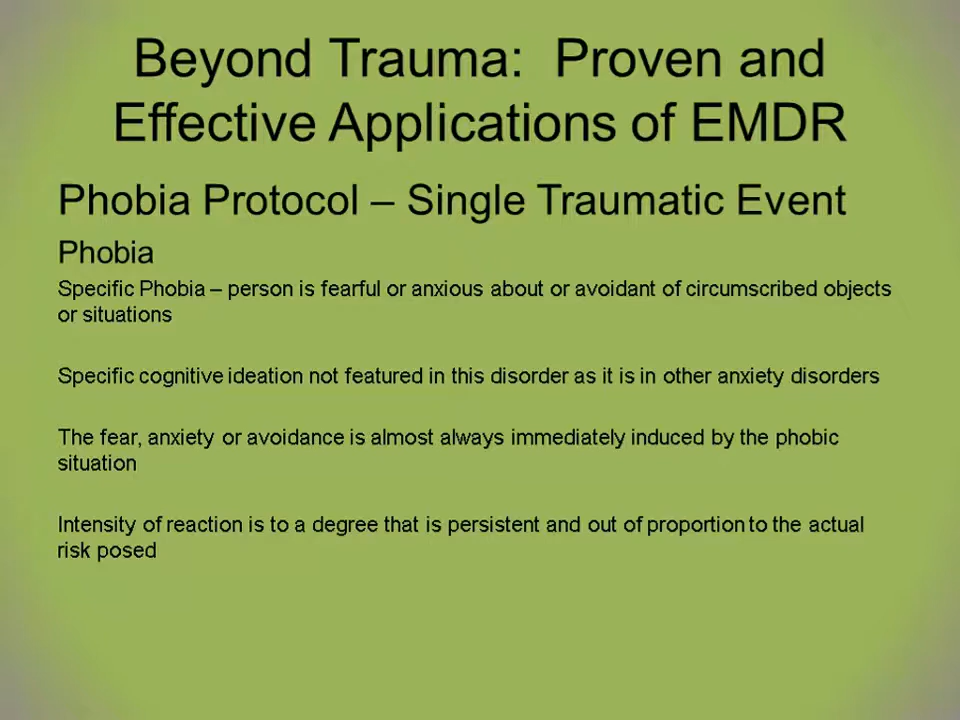 Beyond Trauma:  Proven and
Effective Applications of EMDR
Phobia Protocol – Single Traumatic Event
Phobia
Specific Phobia – person is fearful or anxious about or avoidant of circumscribed objects
or situations
Specific cognitive ideation not featured in this disorder as it is in other anxiety disorders
The fear, anxiety or avoidance is almost always immediately induced by the phobic
situation
Intensity of reaction is to a degree that is persistent and out of proportion to the actual
risk posed